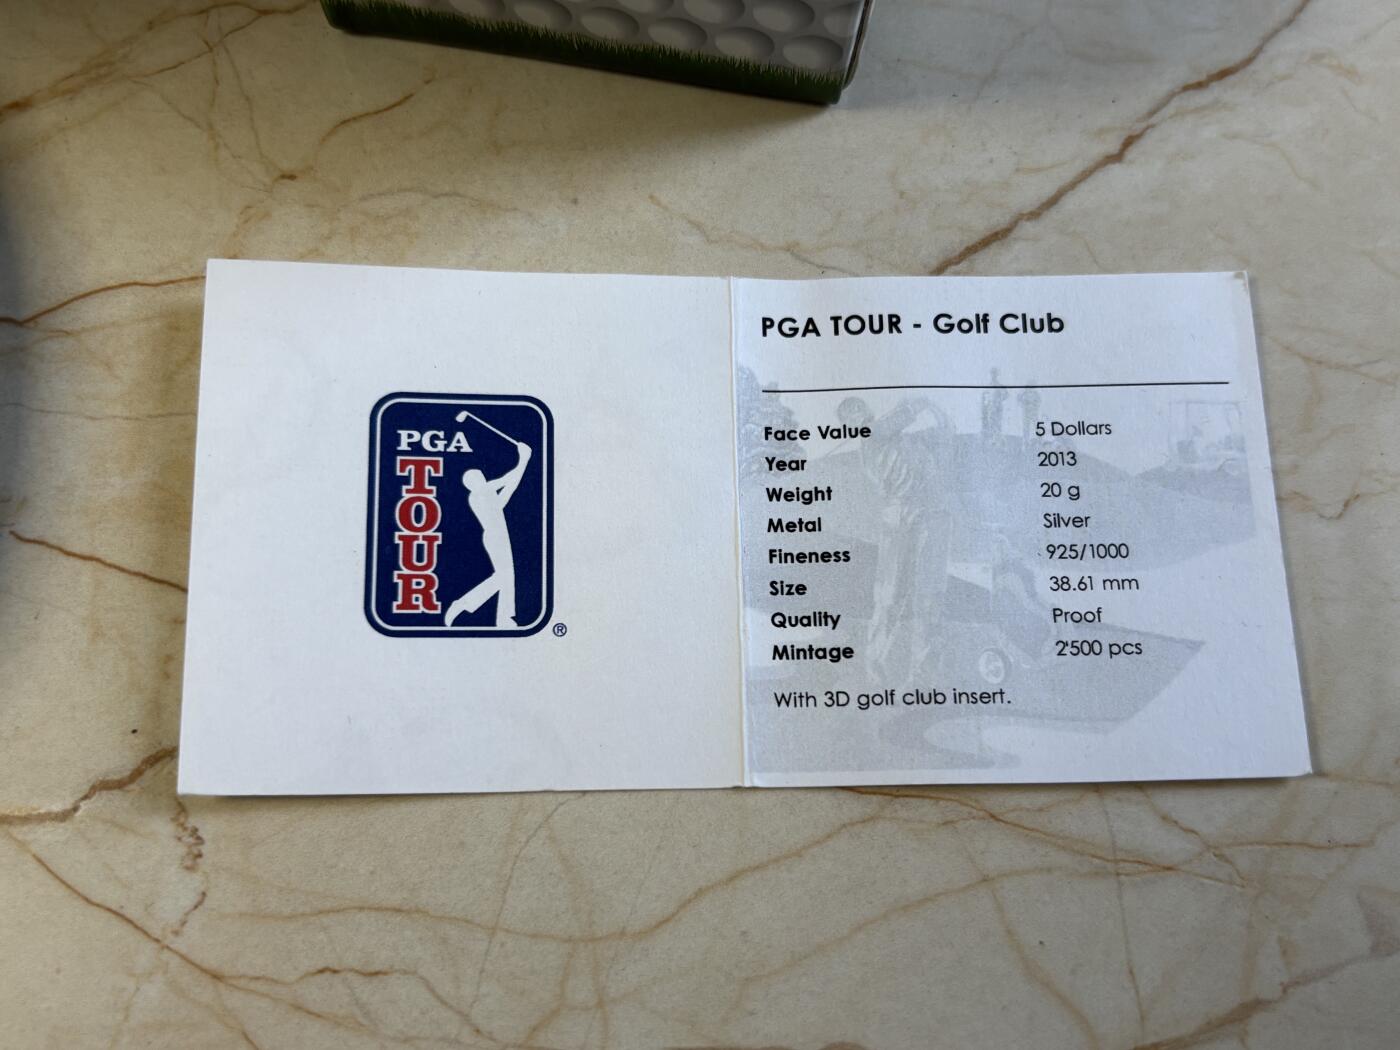 PGA
TOUR
®
PGA TOUR - Golf Club
Face Value 5 Dollars
Year 2013
Weight 20 g
Metal Silver
Fineness 925/1000
Size 38.61 mm
Quality Proof
Mintage 2'500 pcs
With 3D golf club insert.